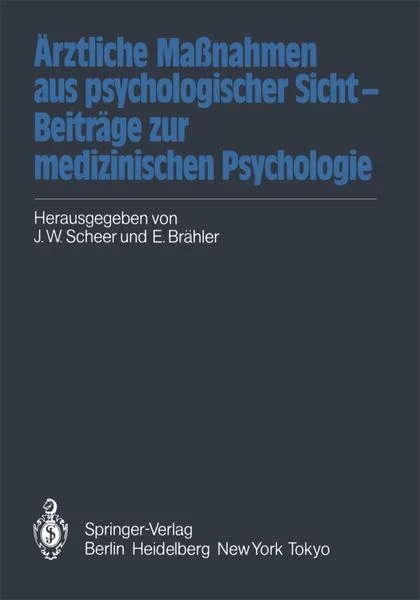 Ärztliche Maßnahmen
aus psychologischer Sicht –
Beiträge zur
medizinischen Psychologie
Herausgegeben von
J. W. Scheer und E. Brähler
S
Springer-Verlag
Berlin Heidelberg New York Tokyo